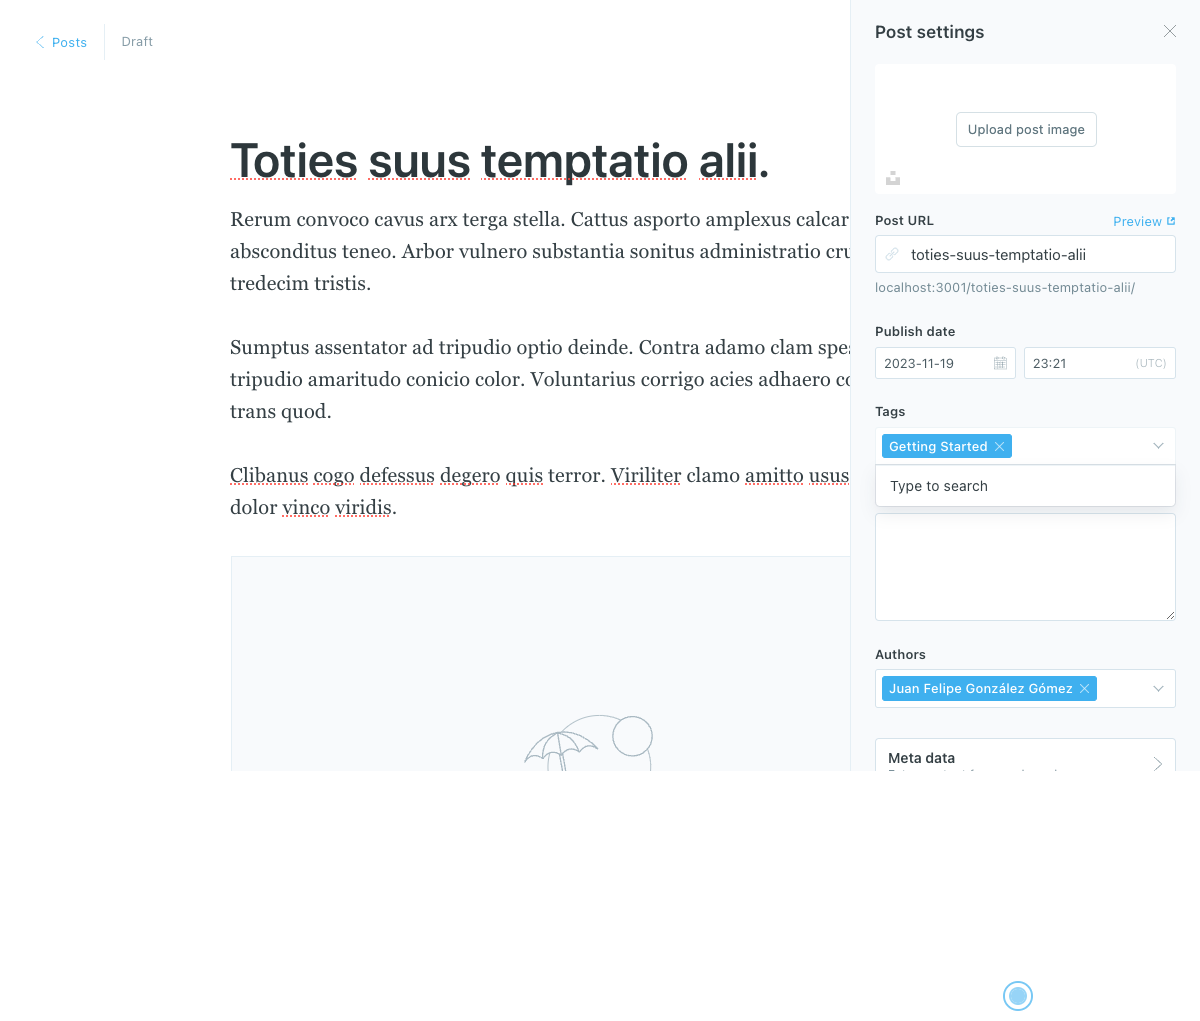 Posts
Draft
Post settings
Upload post image
Toties suus temptatio alii.
Rerum convoco cavus arx terga stella. Cattus asporto amplexus calcar
absconditus teneo. Arbor vulnero substantia sonitus administratio
tredecim tristis.
Sumptus assentator ad tripudio optio deinde. Contra adamo clam
tripudio amaritudo conicio color. Voluntarius corrigo acies adhaero
trans quod.
Clibanus cogo defessus degero quis terror. Viriliter clamo amitto usus
dolor vinco viridis.
Post URL
Preview
toties-suus-temptatio-alii
localhost:3001/toties-suus-temptatio-alii/
Publish date
2023-11-19
23:21
(UTC)
Tags
Getting Started
Type to search
Authors
Juan Felipe González Gómez
Meta data